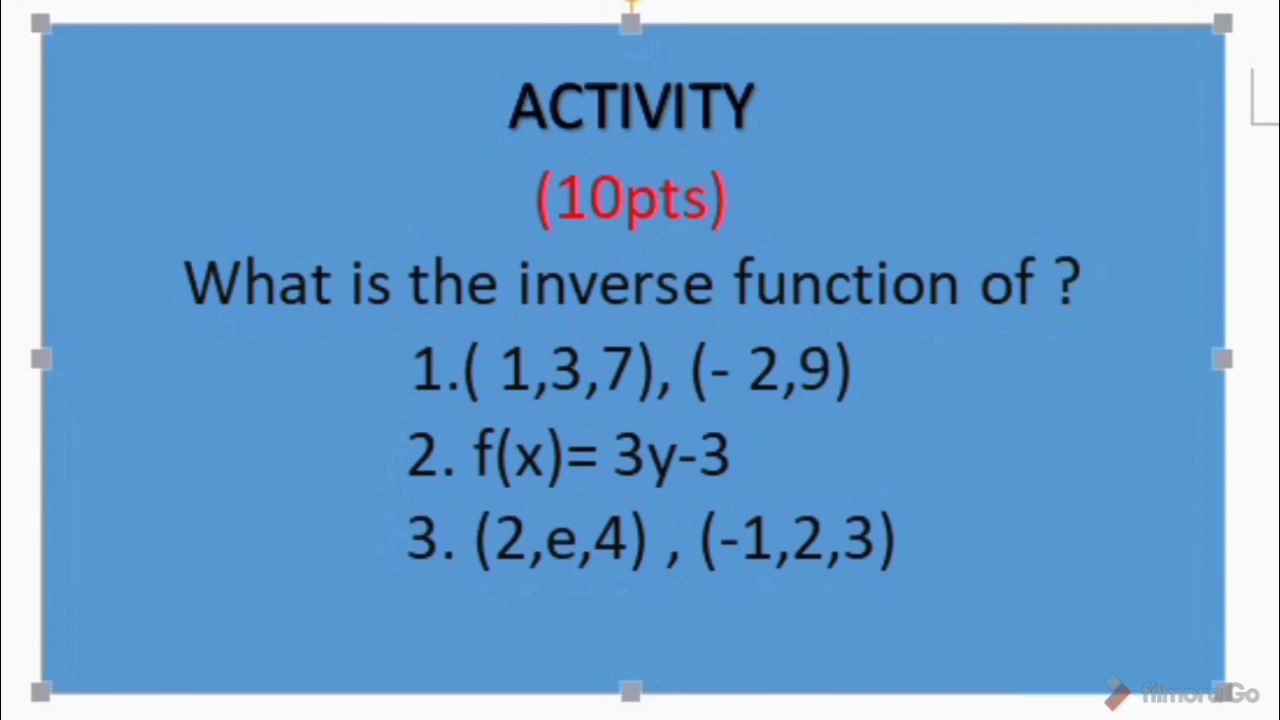 ACTIVITY
(10pts)
What is the inverse function of ?
1.( 1,3,7), (- 2,9)
2. f(x)= 3y-3
3. (2,e,4) , (-1,2,3)
filmoraGo